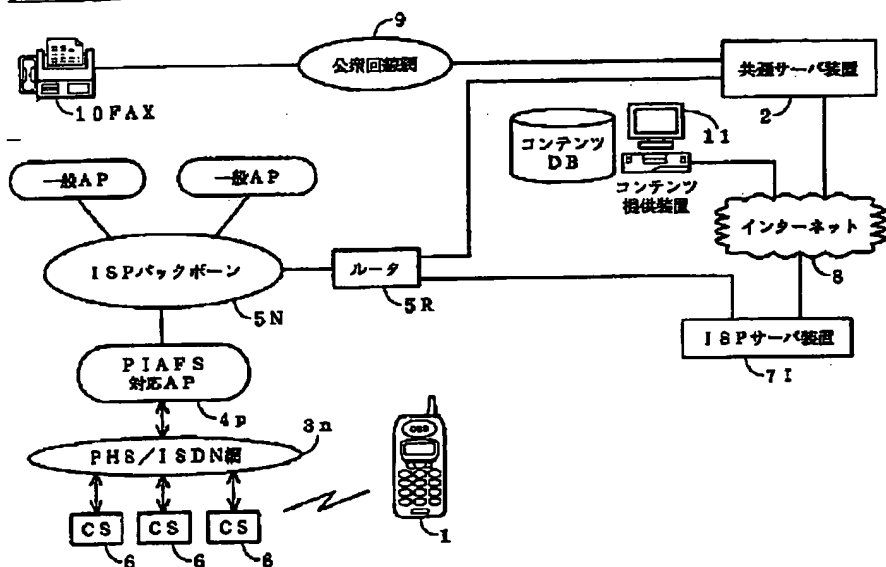 9
公衆回線網
共通サーバ装置
2
10FAX
コンテンツ
DB
11
コンテンツ
提供装置
一般AP
一般AP
インターネット
8
ISPバックボーン
5N
ルータ
5R
ISPサーバ装置
7I
PIAFS
対応AP
4p
3n
PHS/ISDN網
CS
CS
CS
6
6
6
1